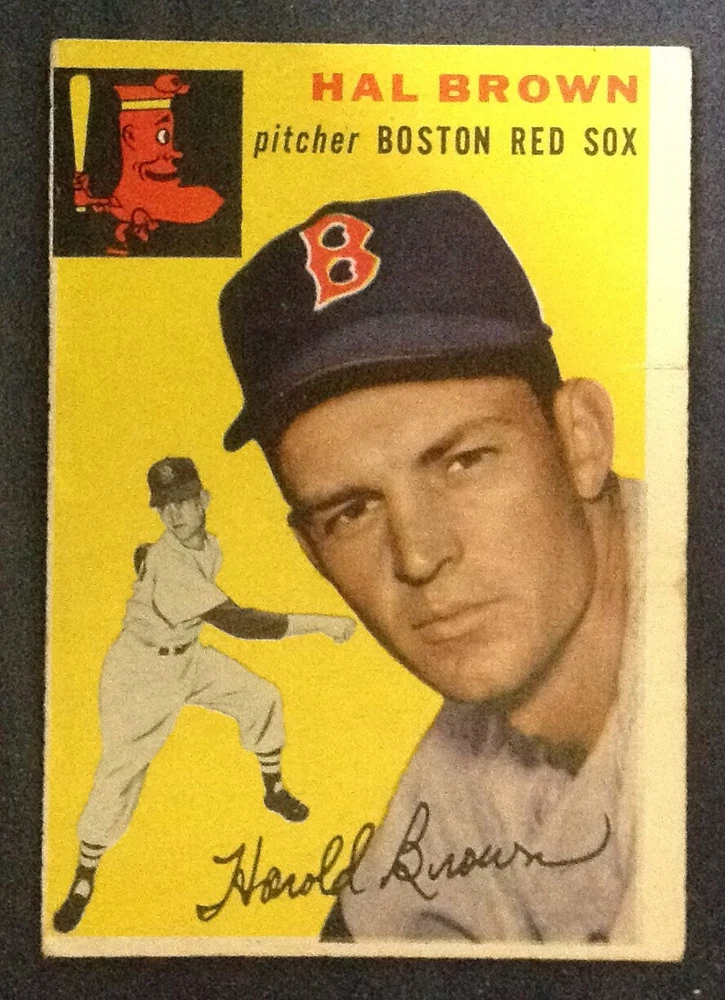 HAL BROWN
pitcher BOSTON RED SOX
B
Harold Brown